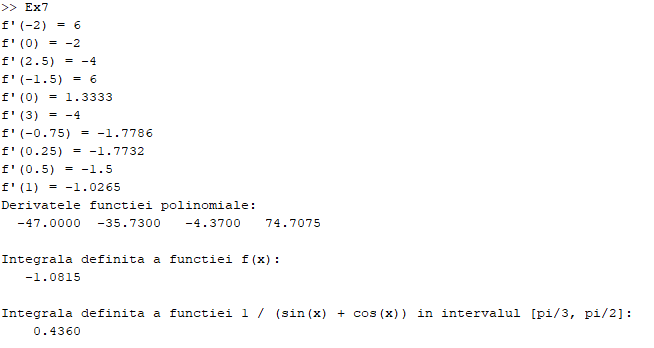 >> Ex7
f'(-2) = 6
f'(0) = -2
f'(2.5) = -4
f'(-1.5) = 6
f'(0) = 1.3333
f'(3) = -4
f'(-0.75) = -1.7786
f'(0.25) = -1.7732
f'(0.5) = -1.5
f'(1) = -1.0265
Derivatele functiei polinomiale:
-47.0000 -35.7300 -4.3700 74.7075
Integrala definita a functiei f(x):
-1.0815
Integrala definita a functiei 1 / (sin(x) + cos(x)) in intervalul [pi/3, pi/2]:
0.4360